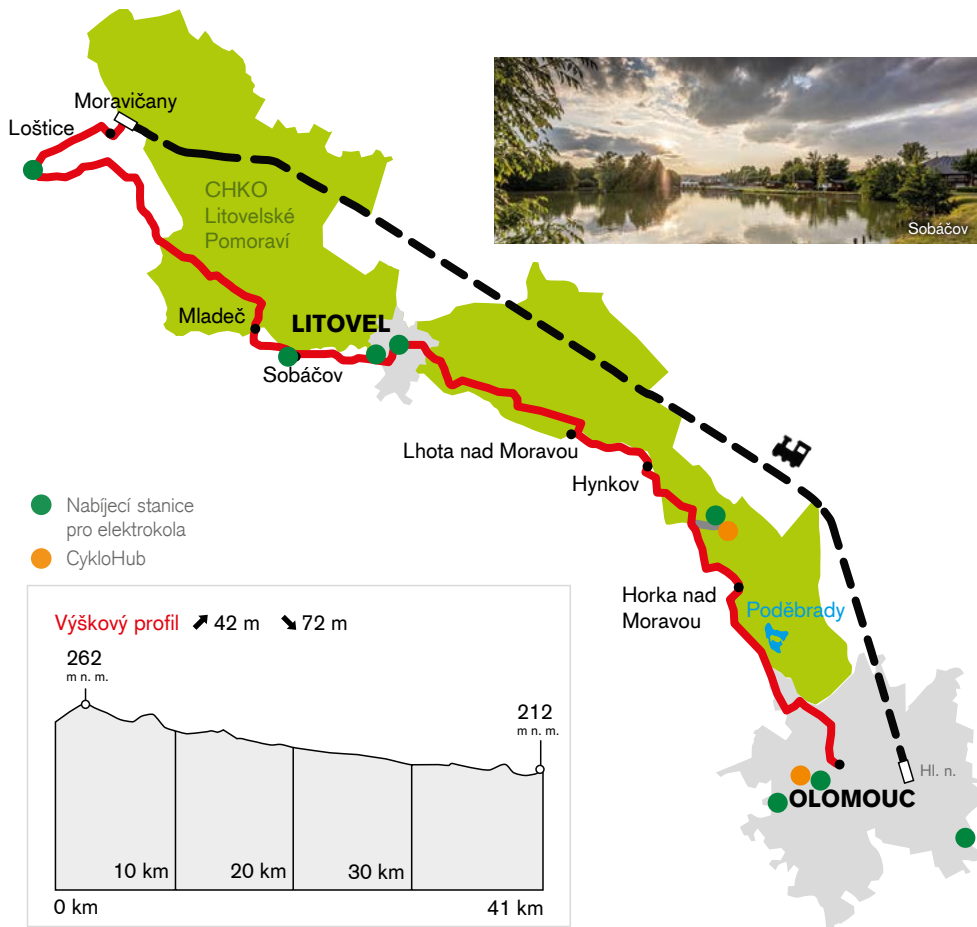 Moravičany
Loštice
CHKO
Litovelské
Pomoraví
Sobáčov
Mladeč
LITOVEL
Sobáčov
Lhota nad Moravou
Hynkov
Nabíjecí stanice
pro elektrokola
CykloHub
Horka nad
Moravou
Poděbrady
Hl. n.
OLOMOUC
Výškový profil 42 m 72 m
262
m n. m.
212
m n. m.
10 km 20 km 30 km
0 km 41 km